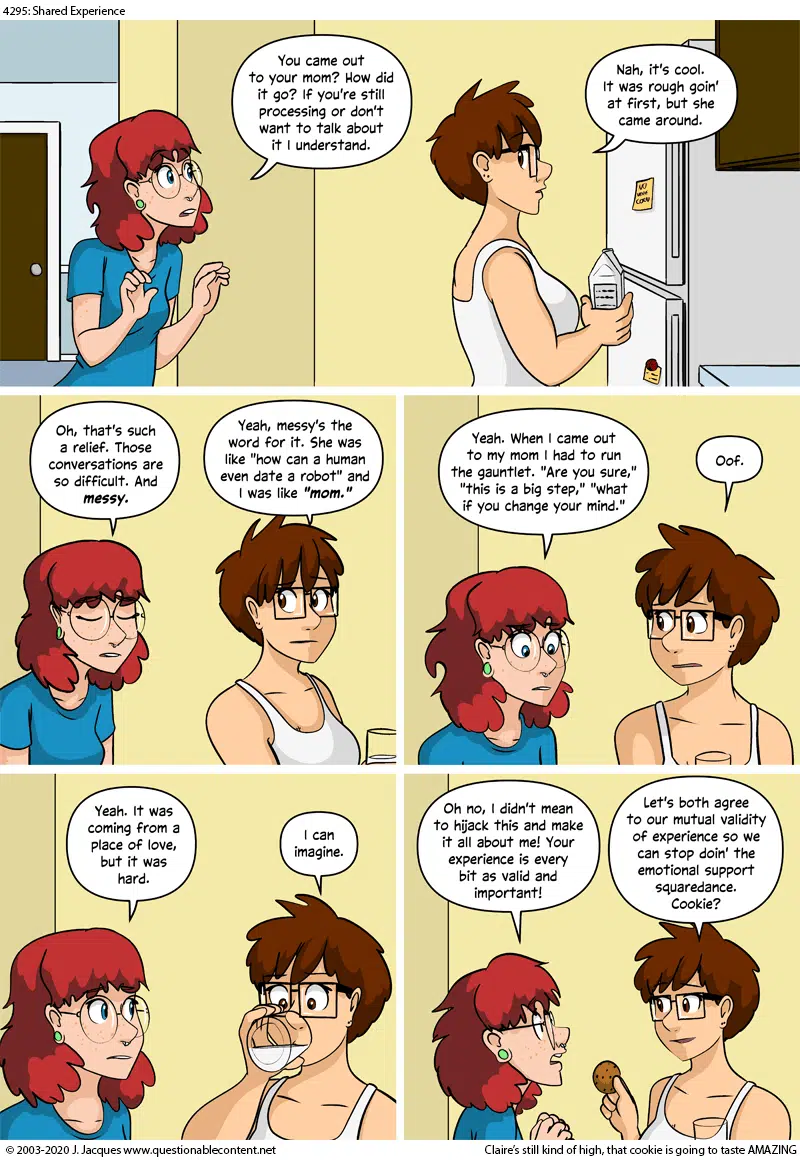 4295: Shared Experience
You came out
to your mom? How did
it go? If you're still
processing or don't
want to talk about
it I understand.
Nah, it's cool.
It was rough goin'
at first, but she
came around.
Oh, that's such
a relief. Those
conversations are
so difficult. And
messy.
Yeah, messy's the
word for it. She was
like "how can a human
even date a robot" and
I was like "mom."
Yeah. When I came out
to my mom I had to run
the gauntlet. "Are you sure,"
"this is a big step," "what
if you change your mind."
Oof.
Yeah. It was
coming from a
place of love,
but it was
hard.
I can
imagine.
Oh no, I didn't mean
to hijack this and make
it all about me! Your
experience is every
bit as valid and
important!
Let's both agree
to our mutual validity
of experience so we
can stop doin' the
emotional support
squaredance.
Cookie?
© 2003-2020 J. Jacques www.questionablecontent.net
Claire's still kind of high, that cookie is going to taste AMAZING